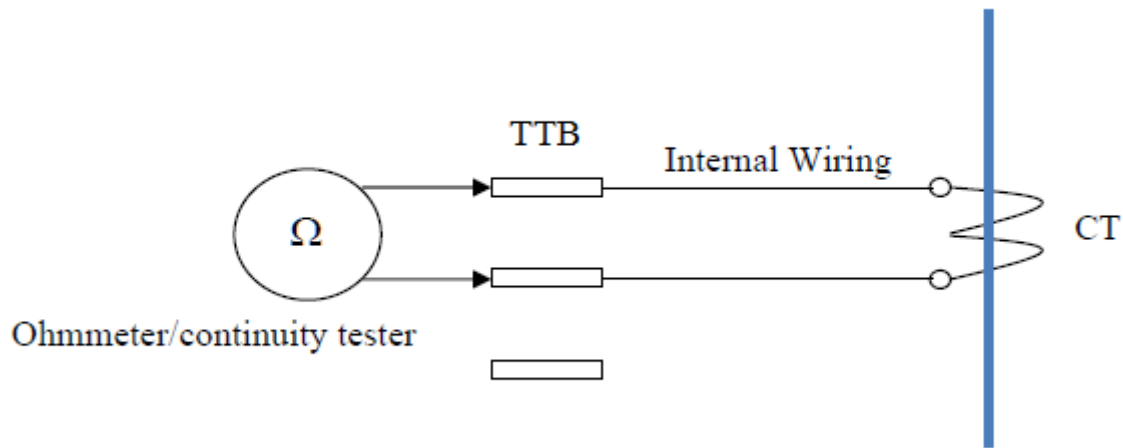 TTB
Internal Wiring
Ω
CT
Ohmmeter/continuity tester